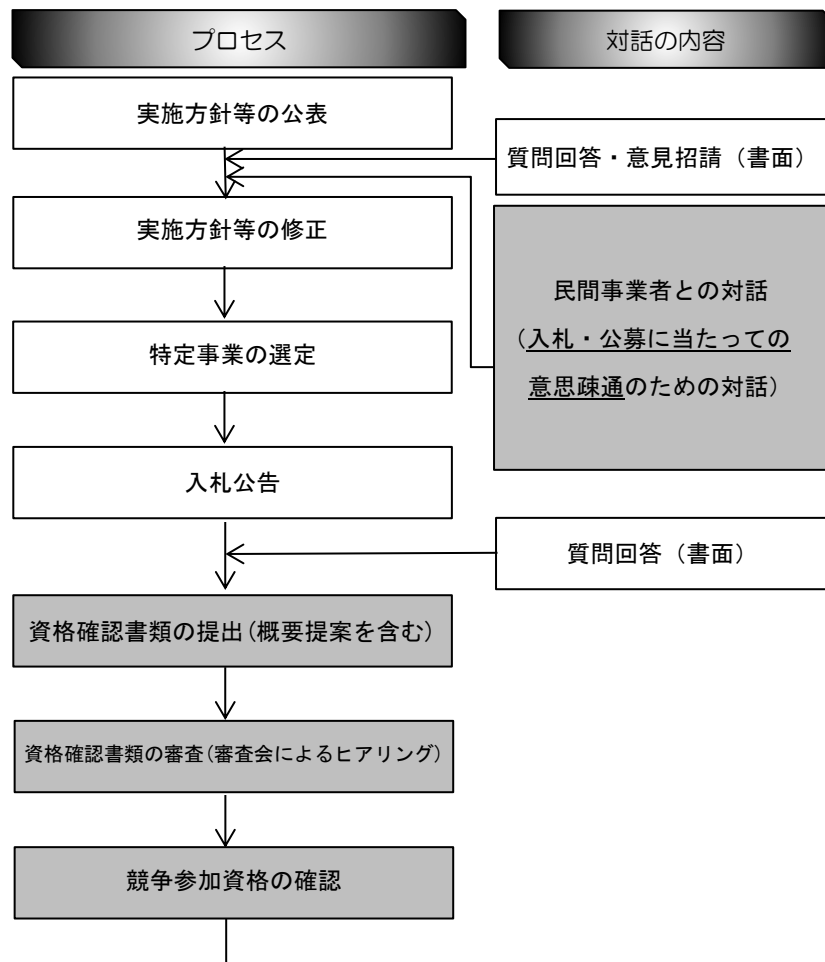 プロセス
対話の内容
実施方針等の公表
質問回答・意見招請（書面）
実施方針等の修正
民間事業者との対話
（入札・公募に当たっての
意思疎通のための対話）
特定事業の選定
入札公告
質問回答（書面）
資格確認書類の提出(概要提案を含む)
資格確認書類の審査(審査会によるヒアリング)
競争参加資格の確認